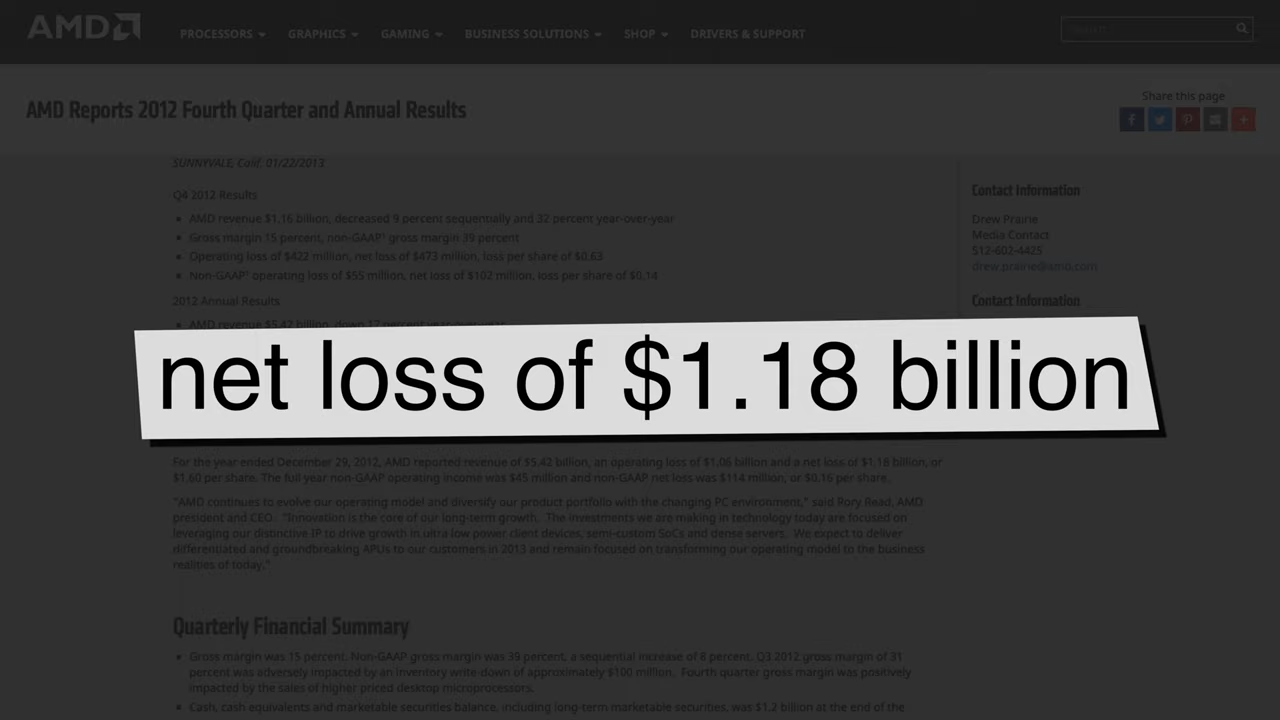 AMD
PROCESSORS GRAPHICS GAMING BUSINESS SOLUTIONS SHOP DRIVERS & SUPPORT
AMD Reports 2012 Fourth Quarter and Annual Results
Share this page
SUNNYVALE, Calif. 01/22/2013
Q4 2012 Results
AMD revenue $1.16 billion, decreased 9 percent sequentially and 32 percent year-over-year
Gross margin 15 percent, non-GAAP¹ gross margin 39 percent
Operating loss of $422 million, net loss of $473 million, loss per share of $0.63
Non-GAAP¹ operating loss of $55 million, net loss of $102 million, loss per share of $0.14
2012 Annual Results
AMD revenue $5.42 billion, down 17 percent year-over-year
Contact Information
Drew Prairie
Media Contact
512-602-4425
drew.prairie@amd.com
Contact Information
net loss of $1.18 billion
For the year ended December 29, 2012, AMD reported revenue of $5.42 billion, an operating loss of $1.06 billion and a net loss of $1.18 billion, or
$1.60 per share. The full year non-GAAP operating income was $45 million and non-GAAP net loss was $114 million, or $0.16 per share.
"AMD continues to evolve our operating model and diversify our product portfolio with the changing PC environment," said Rory Read, AMD
president and CEO. "Innovation is the core of our long-term growth. The investments we are making in technology today are focused on
leveraging our distinctive IP to drive growth in ultra low power client devices, semi-custom SoCs and dense servers. We expect to deliver
differentiated and groundbreaking APUs to our customers in 2013 and remain focused on transforming our operating model to the business
realities of today."
Quarterly Financial Summary
Gross margin was 15 percent. Non-GAAP gross margin was 39 percent, a sequential increase of 8 percent. Q3 2012 gross margin of 31
percent was adversely impacted by an inventory write-down of approximately $100 million. Fourth quarter gross margin was positively
impacted by the sales of higher priced desktop microprocessors.
Cash, cash equivalents and marketable securities balance, including long-term marketable securities, was $1.2 billion at the end of the